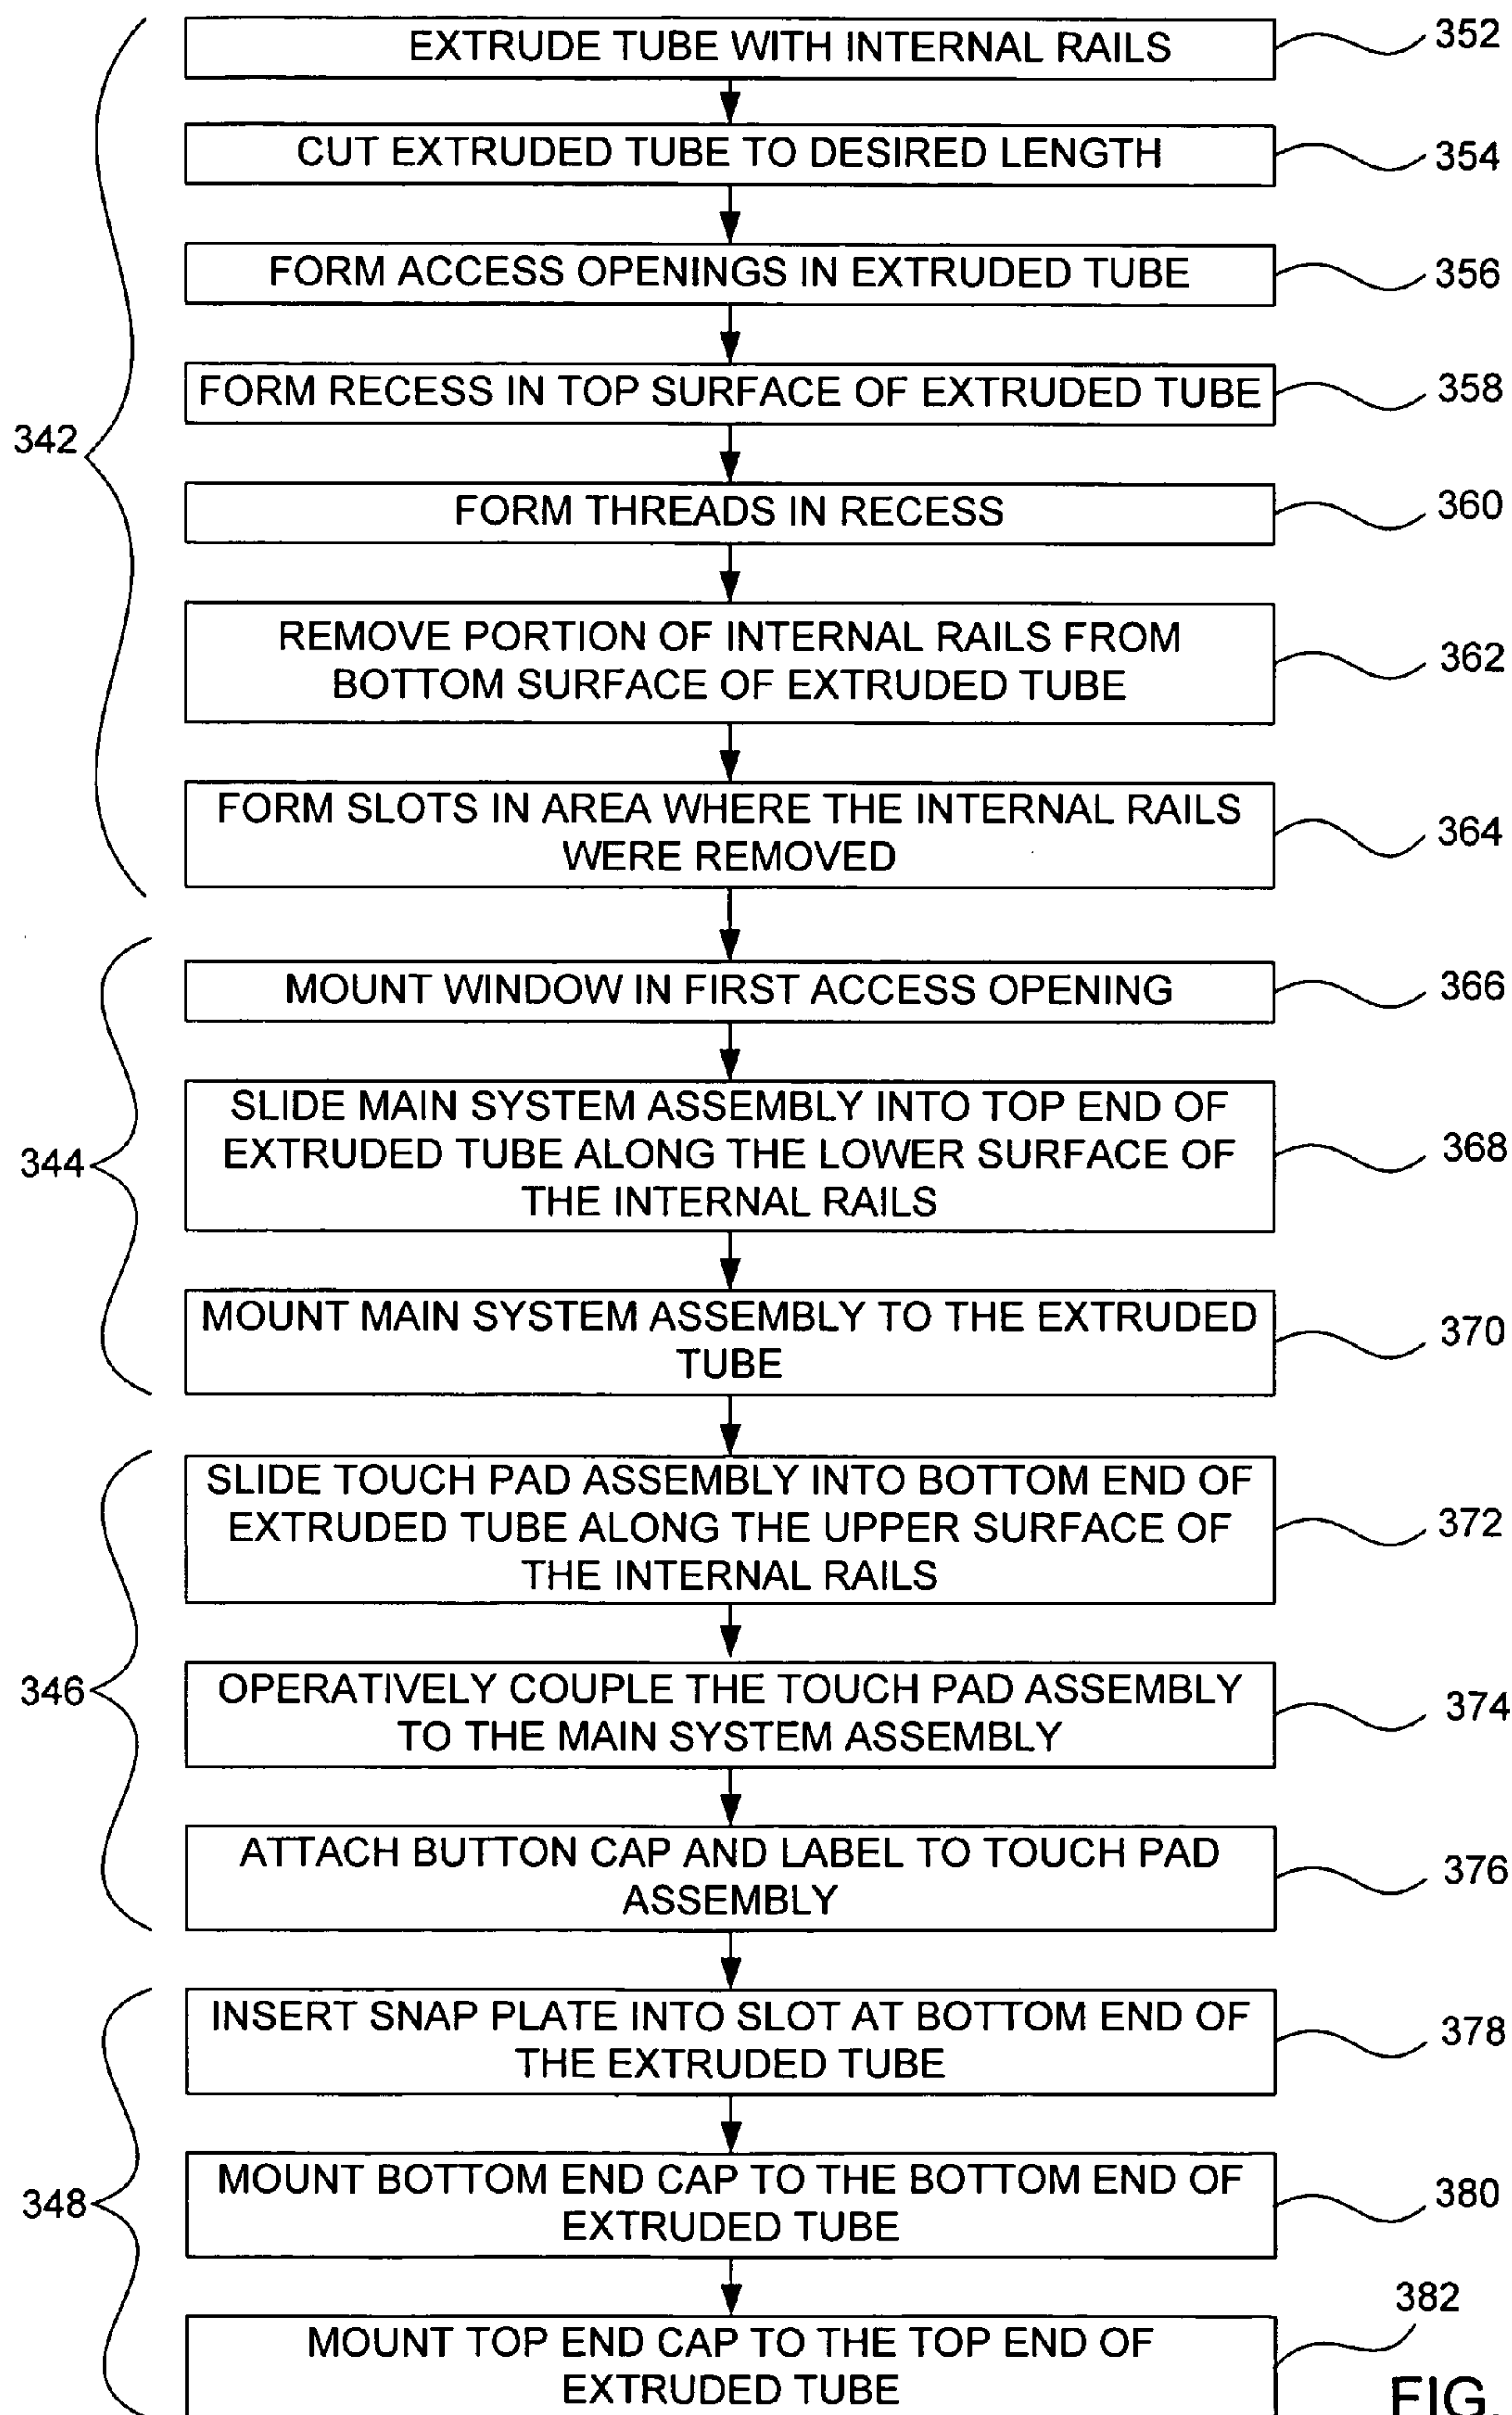 EXTRUDE TUBE WITH INTERNAL RAILS
352
CUT EXTRUDED TUBE TO DESIRED LENGTH
354
FORM ACCESS OPENINGS IN EXTRUDED TUBE
356
FORM RECESS IN TOP SURFACE OF EXTRUDED TUBE
358
342
FORM THREADS IN RECESS
360
REMOVE PORTION OF INTERNAL RAILS FROM
BOTTOM SURFACE OF EXTRUDED TUBE
362
FORM SLOTS IN AREA WHERE THE INTERNAL RAILS
WERE REMOVED
364
MOUNT WINDOW IN FIRST ACCESS OPENING
366
344
SLIDE MAIN SYSTEM ASSEMBLY INTO TOP END OF
EXTRUDED TUBE ALONG THE LOWER SURFACE OF
THE INTERNAL RAILS
368
MOUNT MAIN SYSTEM ASSEMBLY TO THE EXTRUDED
TUBE
370
SLIDE TOUCH PAD ASSEMBLY INTO BOTTOM END OF
EXTRUDED TUBE ALONG THE UPPER SURFACE OF
THE INTERNAL RAILS
372
346
OPERATIVELY COUPLE THE TOUCH PAD ASSEMBLY
TO THE MAIN SYSTEM ASSEMBLY
374
ATTACH BUTTON CAP AND LABEL TO TOUCH PAD
ASSEMBLY
376
INSERT SNAP PLATE INTO SLOT AT BOTTOM END OF
THE EXTRUDED TUBE
378
348
MOUNT BOTTOM END CAP TO THE BOTTOM END OF
EXTRUDED TUBE
380
382
MOUNT TOP END CAP TO THE TOP END OF
EXTRUDED TUBE
FIG.